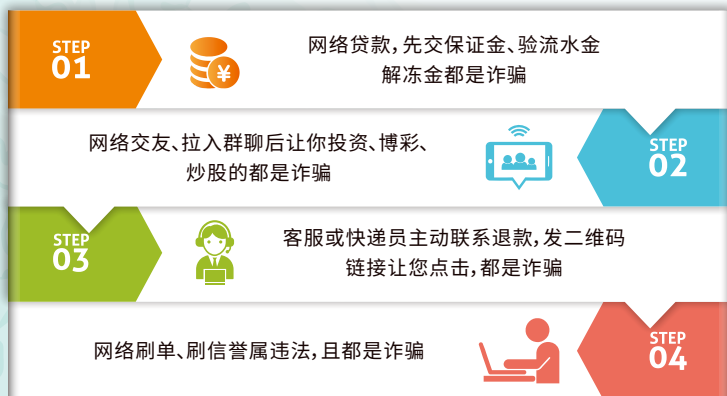 STEP
01
¥
网络贷款，先交保证金、验流水金
解冻金都是诈骗
网络交友、拉入群聊后让你投资、博彩、
炒股的都是诈骗
STEP
02
STEP
03
客服或快递员主动联系退款，发二维码
链接让您点击，都是诈骗
网络刷单、刷信誉属违法，且都是诈骗
STEP
04